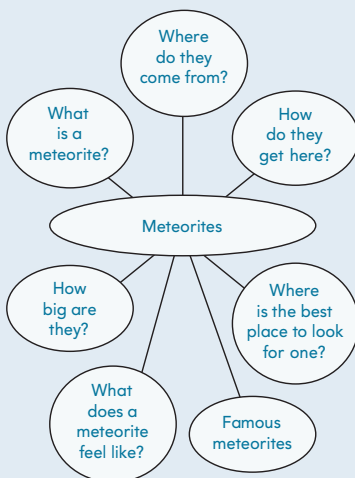 Where
do they
come from?
What
is a
meteorite?
How
do they
get here?
Meteorites
How
big are
they?
Where
is the best
place to look
for one?
What
does a
meteorite
feel like?
Famous
meteorites